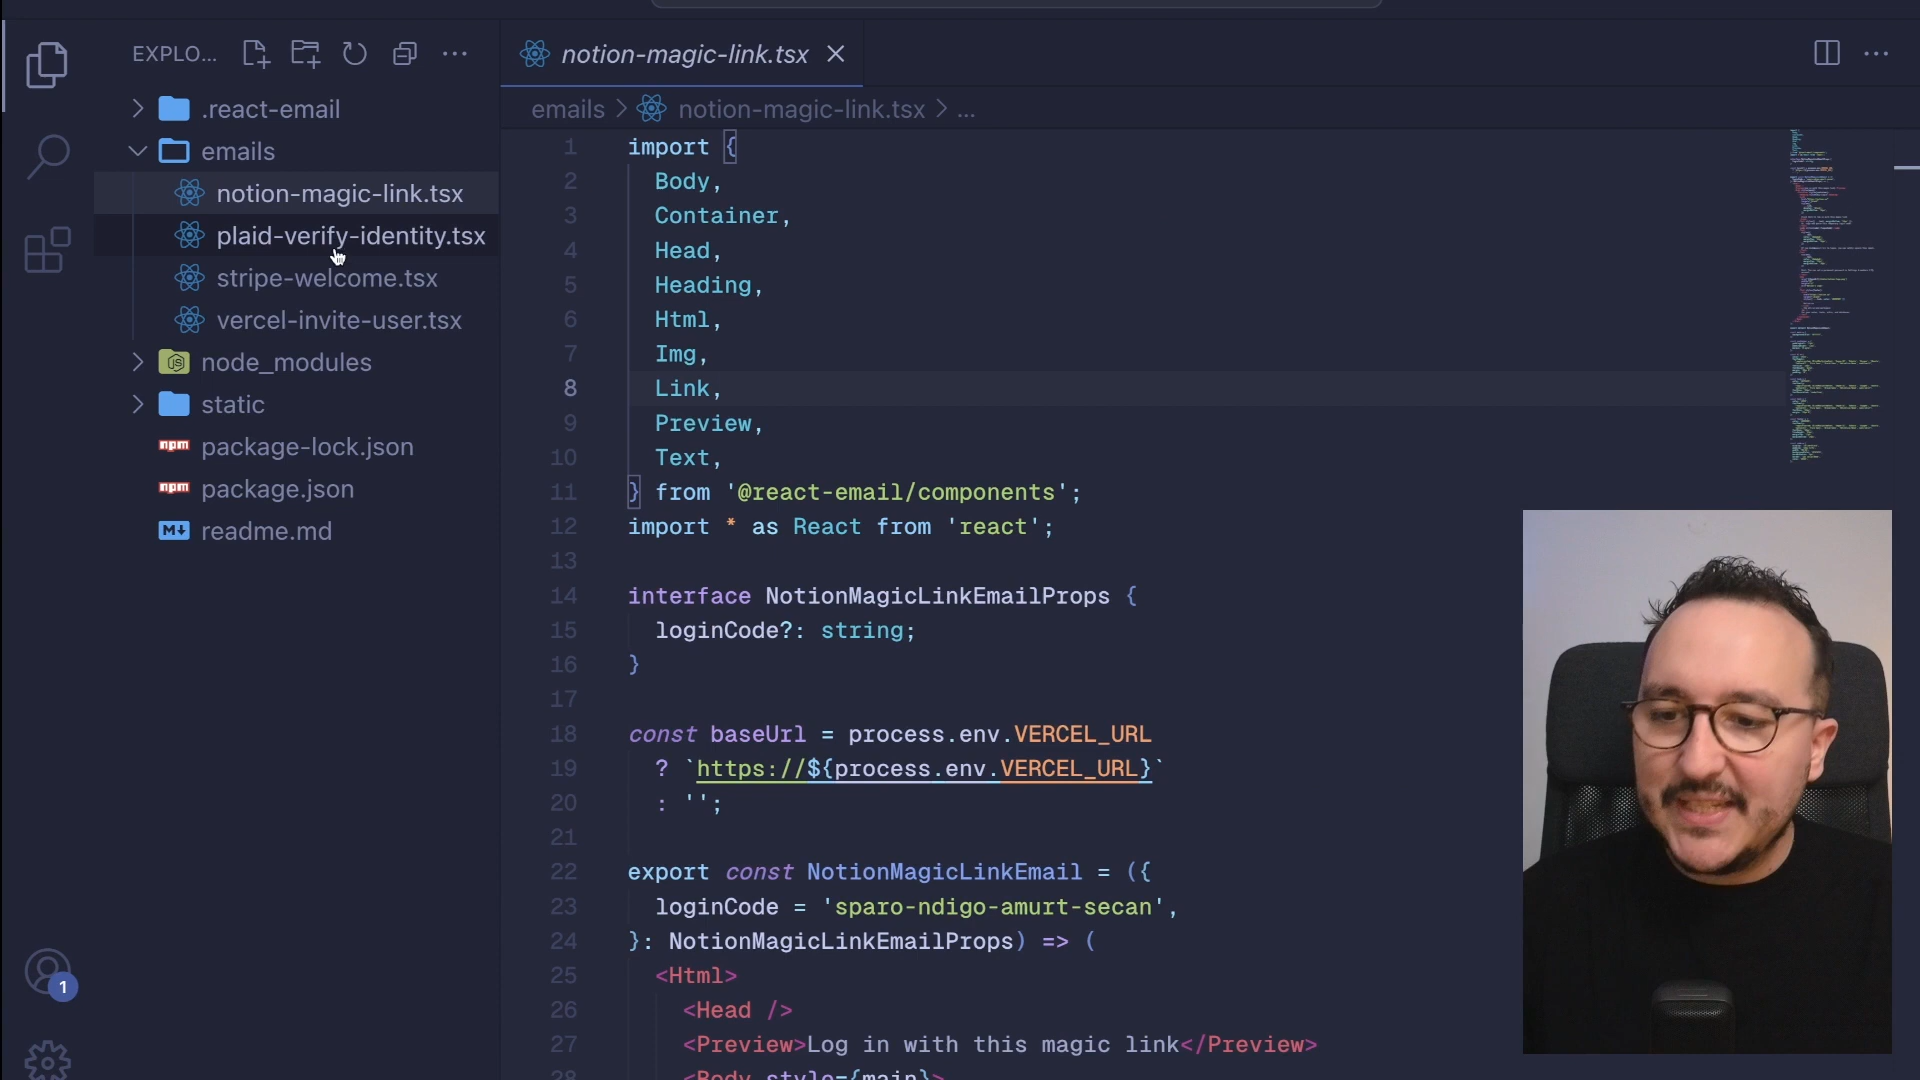 EXPLO...
.react-email
emails
notion-magic-link.tsx
plaid-verify-identity.tsx
stripe-welcome.tsx
vercel-invite-user.tsx
node_modules
static
package-lock.json
package.json
readme.md
1
notion-magic-link.tsx
emails > notion-magic-link.tsx > ...
1 import {
2 Body,
3 Container,
4 Head,
5 Heading,
6 Html,
7 Img,
8 Link,
9 Preview,
10 Text,
11 } from '@react-email/components';
12 import * as React from 'react';
13
14 interface NotionMagicLinkEmailProps {
15 loginCode?: string;
16 }
17
18 const baseUrl = process.env.VERCEL_URL
19 ? `https://${process.env.VERCEL_URL}`
20 : '';
21
22 export const NotionMagicLinkEmail = ({
23 loginCode = 'sparo-ndigo-amurt-secan',
24 }: NotionMagicLinkEmailProps) => (
25 <Html>
26 <Head />
27 <Preview>Log in with this magic link</Preview>
28 <Body style={main}>